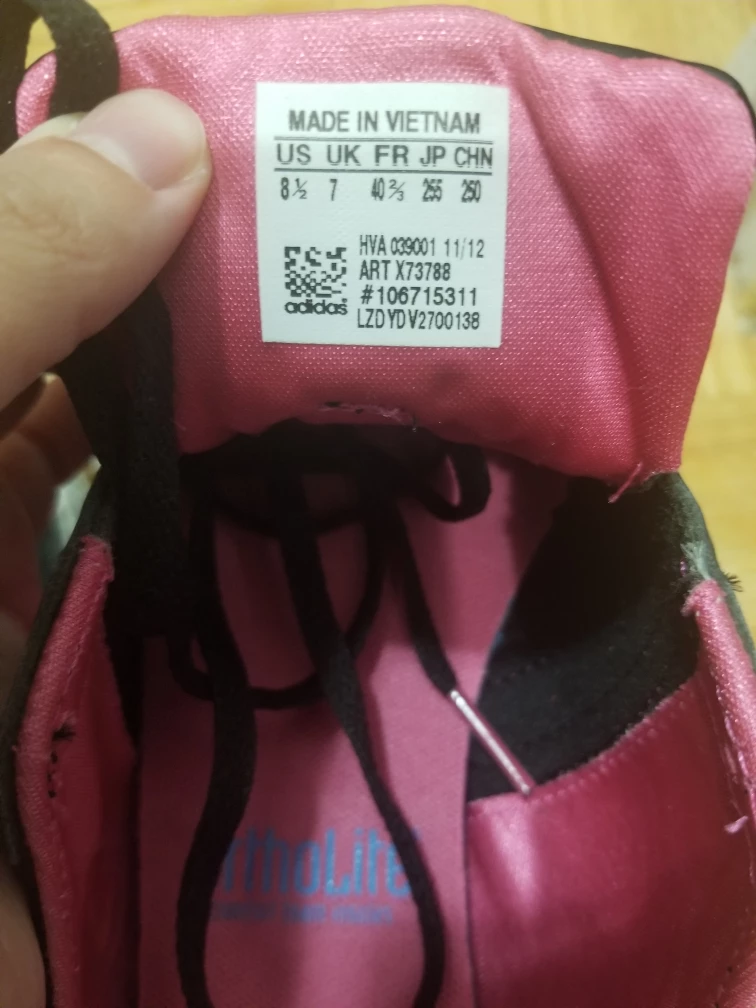 MADE IN VIETNAM
US UK FR JP CHN
8½ 7 40⅔ 255 250
HVA 039001 11/12
ART X73788
#106715311
LZDYDV2700138
adidas